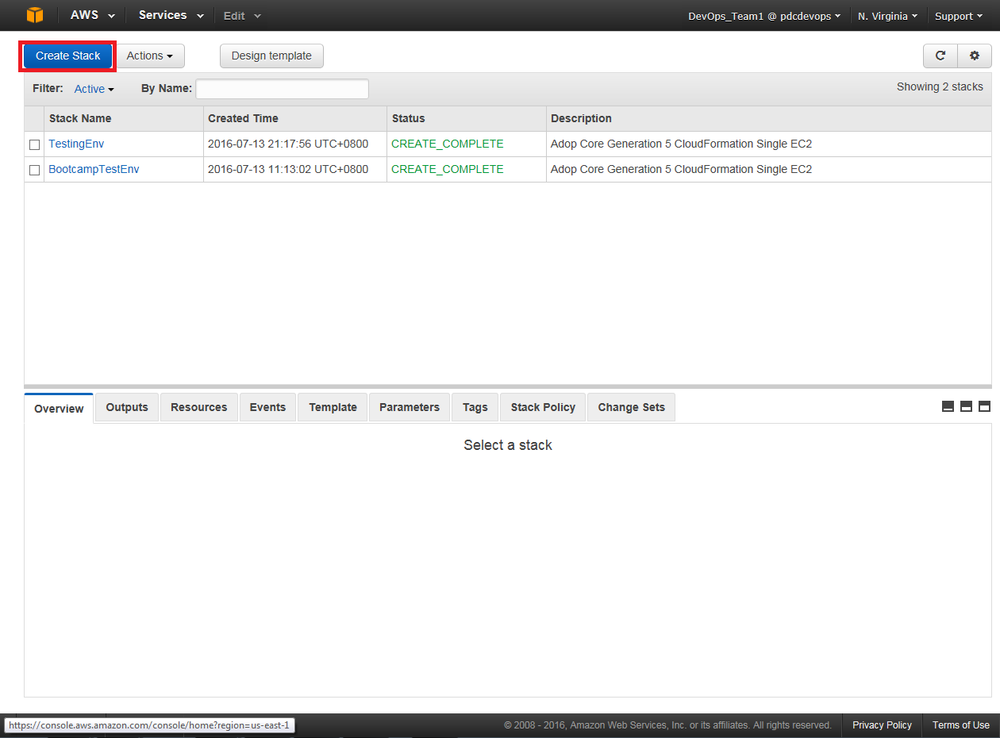 AWS Services Edit DevOps_Team1 @ pdcdevops N. Virginia Support
Create Stack Actions Design template
Filter: Active By Name: Showing 2 stacks
Stack Name Created Time Status Description
TestingEnv 2016-07-13 21:17:56 UTC+0800 CREATE_COMPLETE Adop Core Generation 5 CloudFormation Single EC2
BootcampTestEnv 2016-07-13 11:13:02 UTC+0800 CREATE_COMPLETE Adop Core Generation 5 CloudFormation Single EC2
Overview Outputs Resources Events Template Parameters Tags Stack Policy Change Sets
Select a stack
https://console.aws.amazon.com/console/home?region=us-east-1 © 2008 - 2016, Amazon Web Services, Inc. or its affiliates. All rights reserved. Privacy Policy Terms of Use